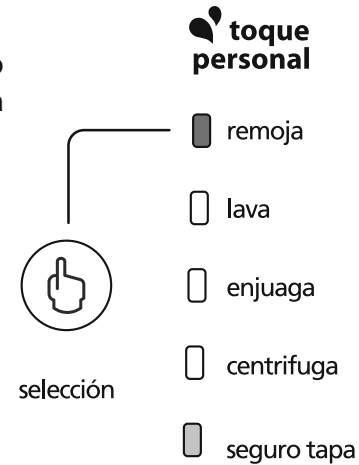 toque
personal
remoja
lava
enjuaga
centrifuga
selección
seguro tapa